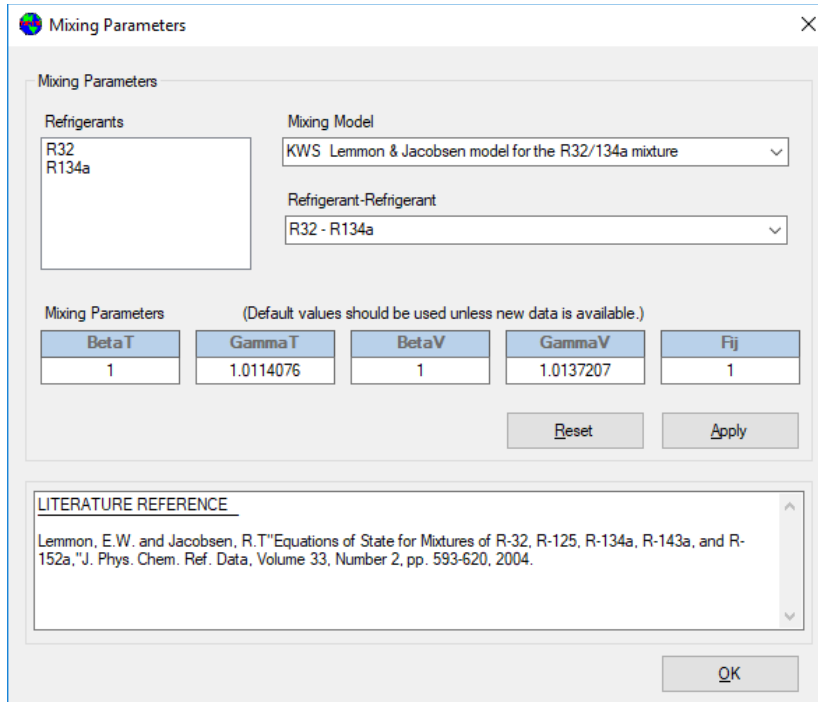 Mixing Parameters
Mixing Parameters
Refrigerants
Mixing Model
R32
R134a
KWS Lemmon & Jacobsen model for the R32/134a mixture
Refrigerant-Refrigerant
R32 - R134a
Mixing Parameters (Default values should be used unless new data is available.)
BetaT GammaT BetaV GammaV Fij
1 1.0114076 1 1.0137207 1
Reset Apply
LITERATURE REFERENCE
Lemmon, E.W. and Jacobsen, R.T"Equations of State for Mixtures of R-32, R-125, R-134a, R-143a, and R-
152a,"J. Phys. Chem. Ref. Data, Volume 33, Number 2, pp. 593-620, 2004.
OK